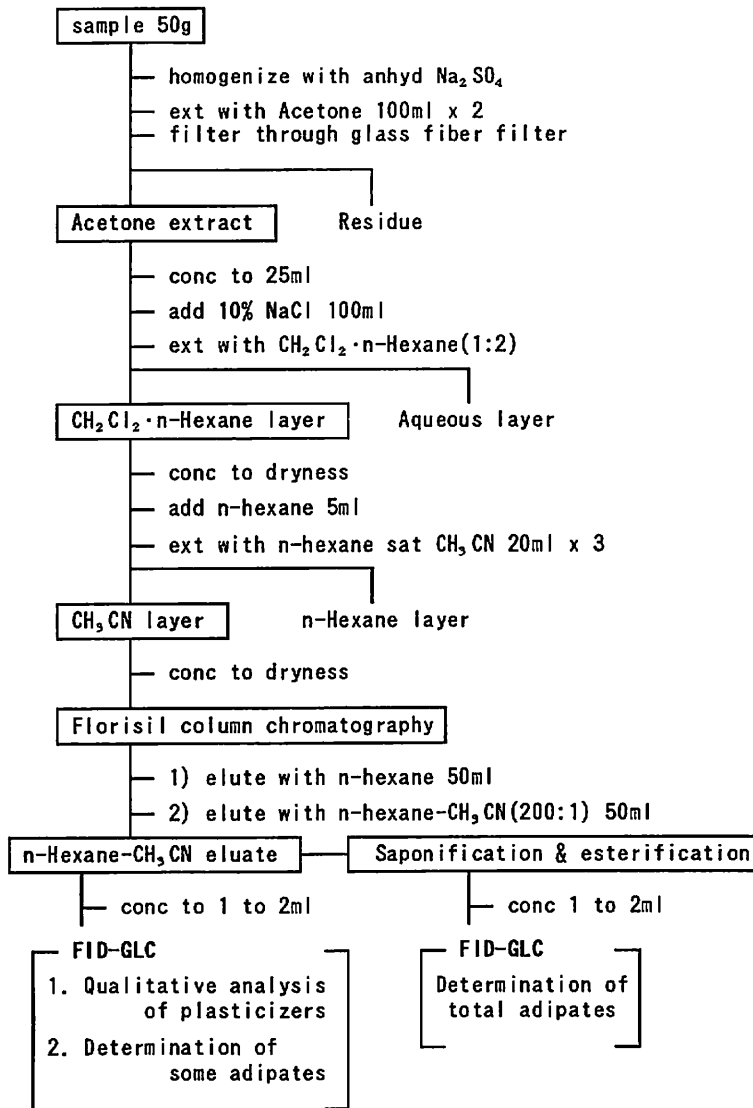 sample 50g
homogenize with anhyd Na₂SO₄
ext with Acetone 100ml x 2
filter through glass fiber filter
Acetone extract
Residue
conc to 25ml
add 10% NaCl 100ml
ext with CH₂Cl₂·n-Hexane(1:2)
CH₂Cl₂·n-Hexane layer
Aqueous layer
conc to dryness
add n-hexane 5ml
ext with n-hexane sat CH₃CN 20ml x 3
CH₃CN layer
n-Hexane layer
conc to dryness
Florisil column chromatography
1) elute with n-hexane 50ml
2) elute with n-hexane-CH₃CN(200:1) 50ml
n-Hexane-CH₃CN eluate
Saponification & esterification
conc to 1 to 2ml
conc 1 to 2ml
FID-GLC
1. Qualitative analysis
of plasticizers
2. Determination of
some adipates
FID-GLC
Determination of
total adipates